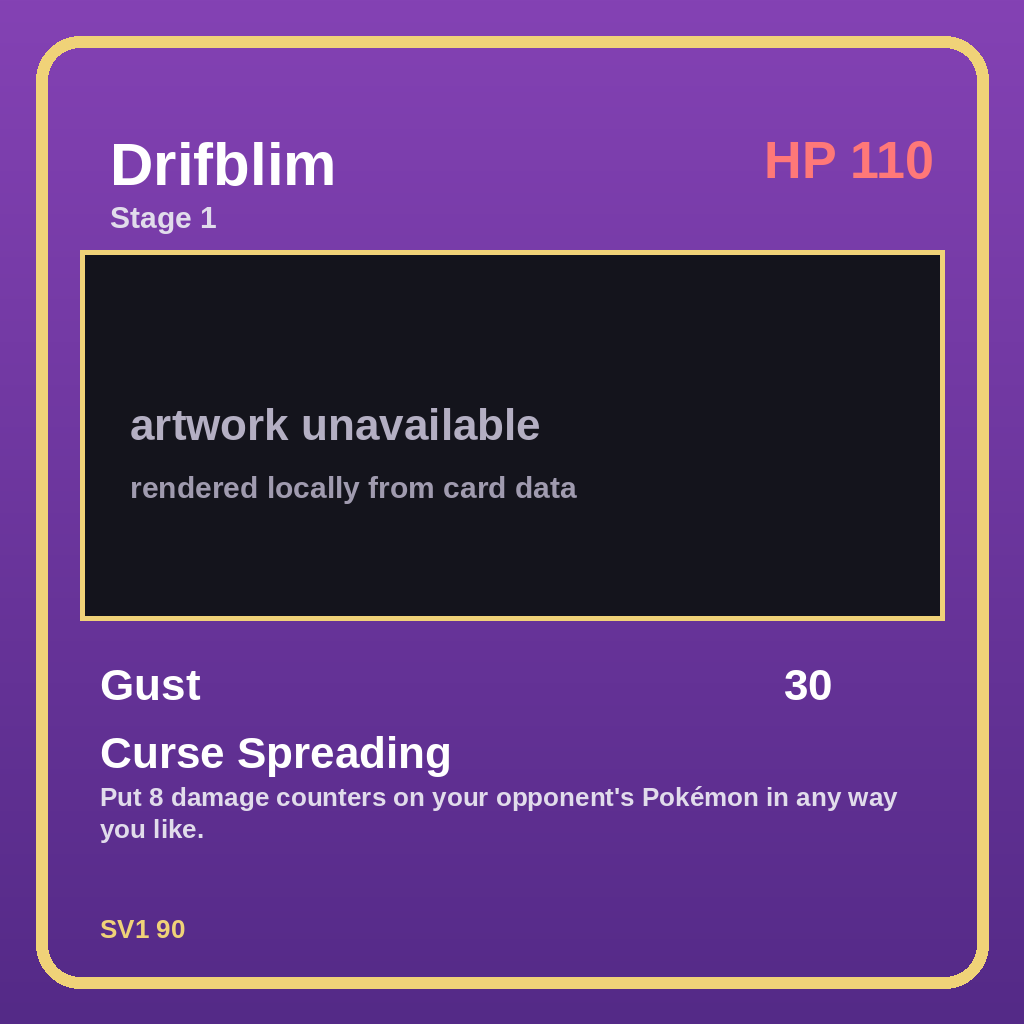 Drifblim
HP 110
Stage 1
artwork unavailable
rendered locally from card data
Gust 30
Curse Spreading
Put 8 damage counters on your opponent's Pokémon in any way
you like.
SV1 90